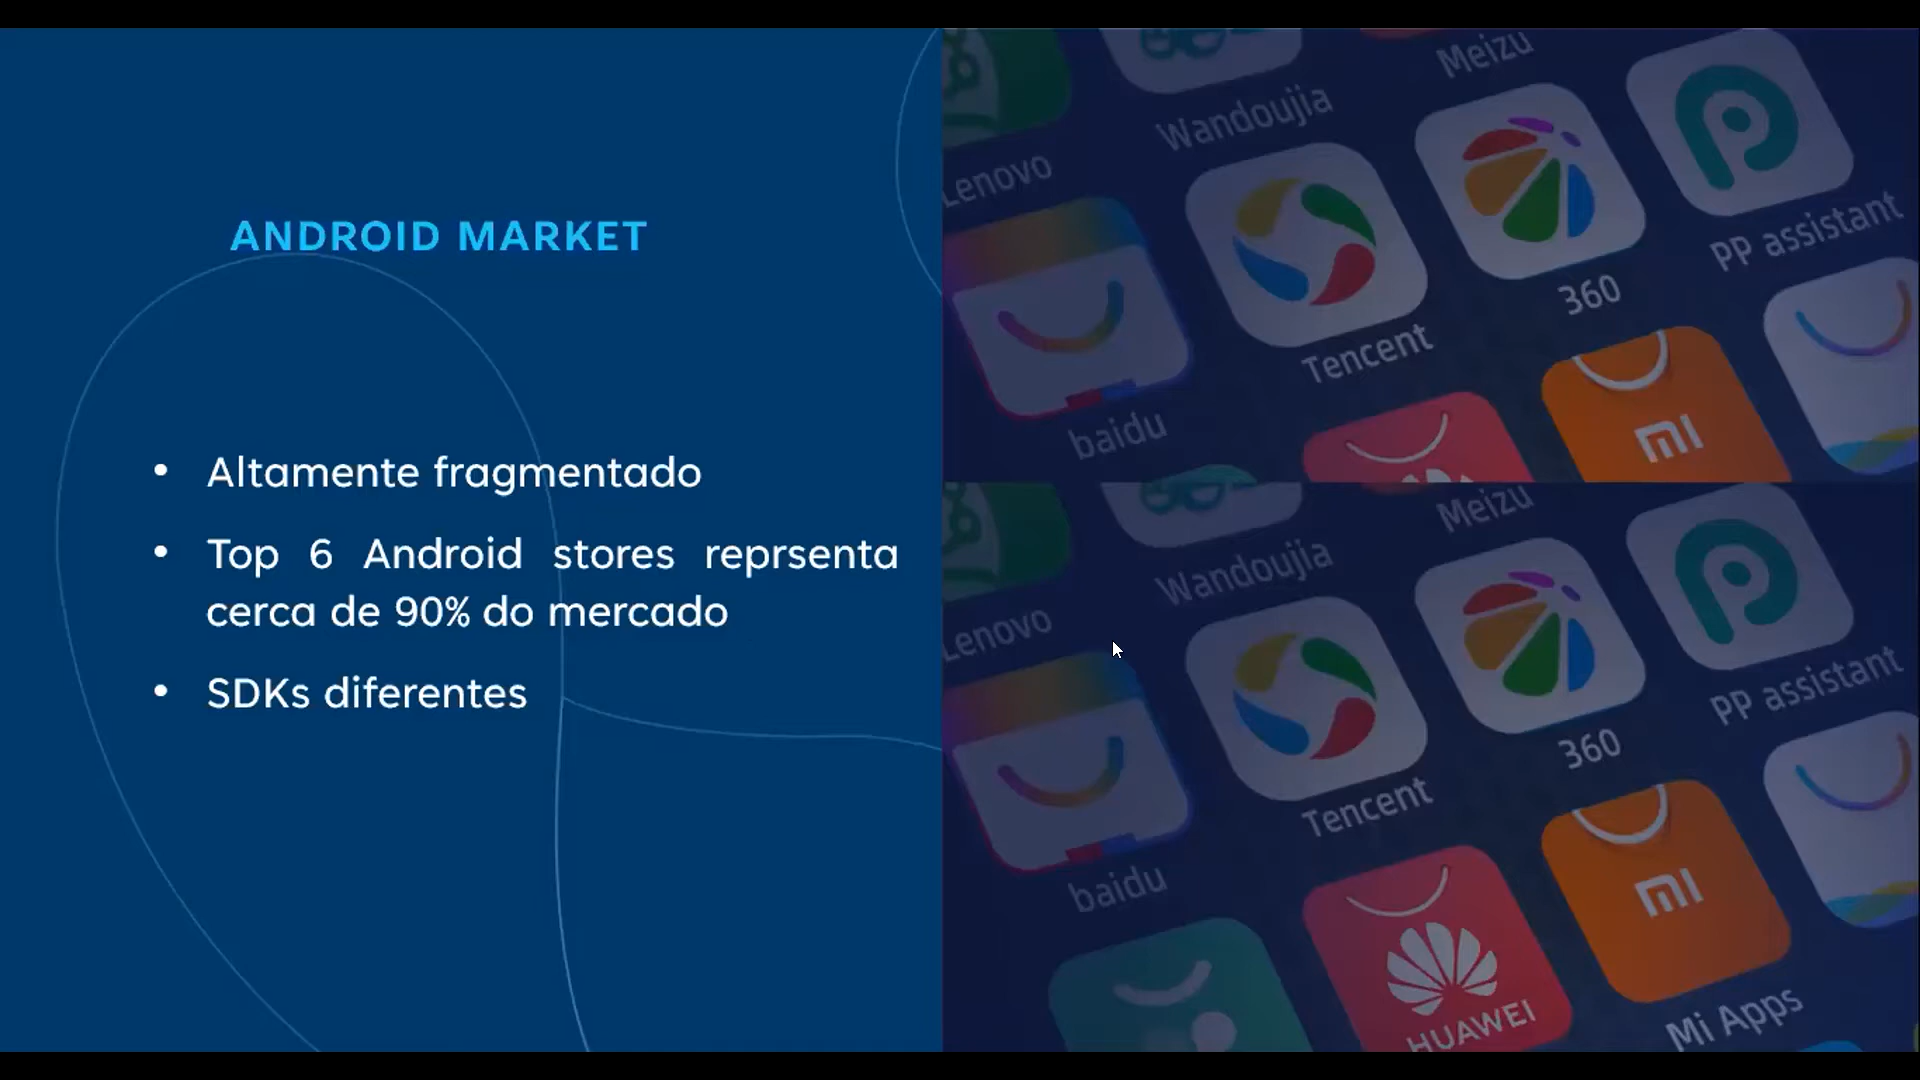 ANDROID MARKET
• Altamente fragmentado
• Top 6 Android stores reprsenta
cerca de 90% do mercado
• SDKs diferentes
Meizu
Wandoujia
Lenovo
PP assistant
360
Tencent
baidu
mi
Meizu
Wandoujia
Lenovo
PP assistant
360
Tencent
baidu
mi
HUAWEI
Mi Apps